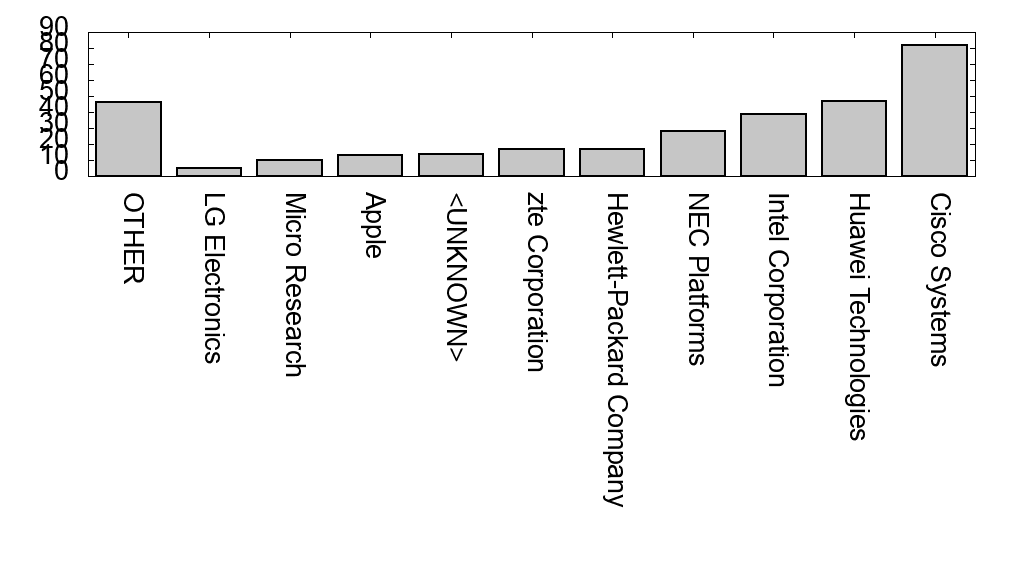 90
80
70
60
50
40
30
20
10
0
OTHER
LG Electronics
Micro Research
Apple
<UNKNOWN>
zte Corporation
Hewlett-Packard Company
NEC Platforms
Intel Corporation
Huawei Technologies
Cisco Systems